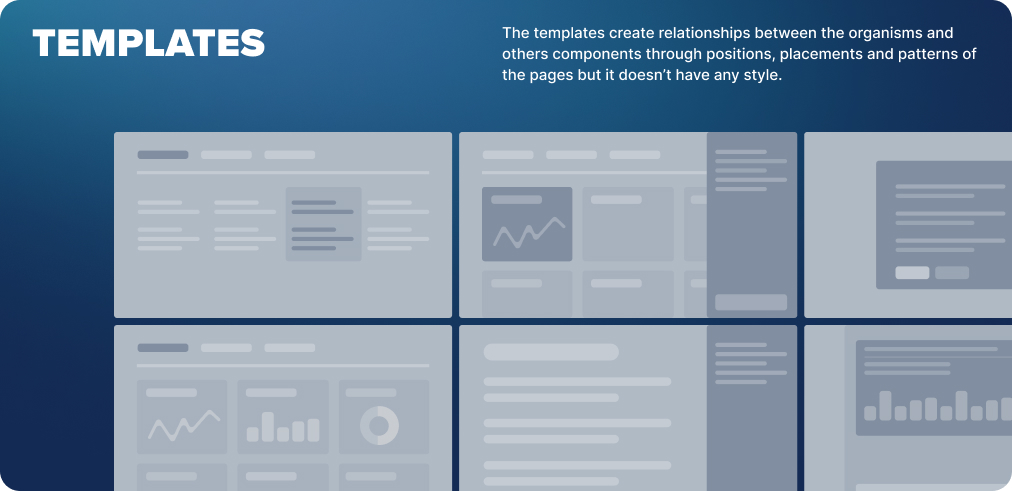 TEMPLATES
The templates create relationships between the organisms and
others components through positions, placements and patterns of
the pages but it doesn’t have any style.